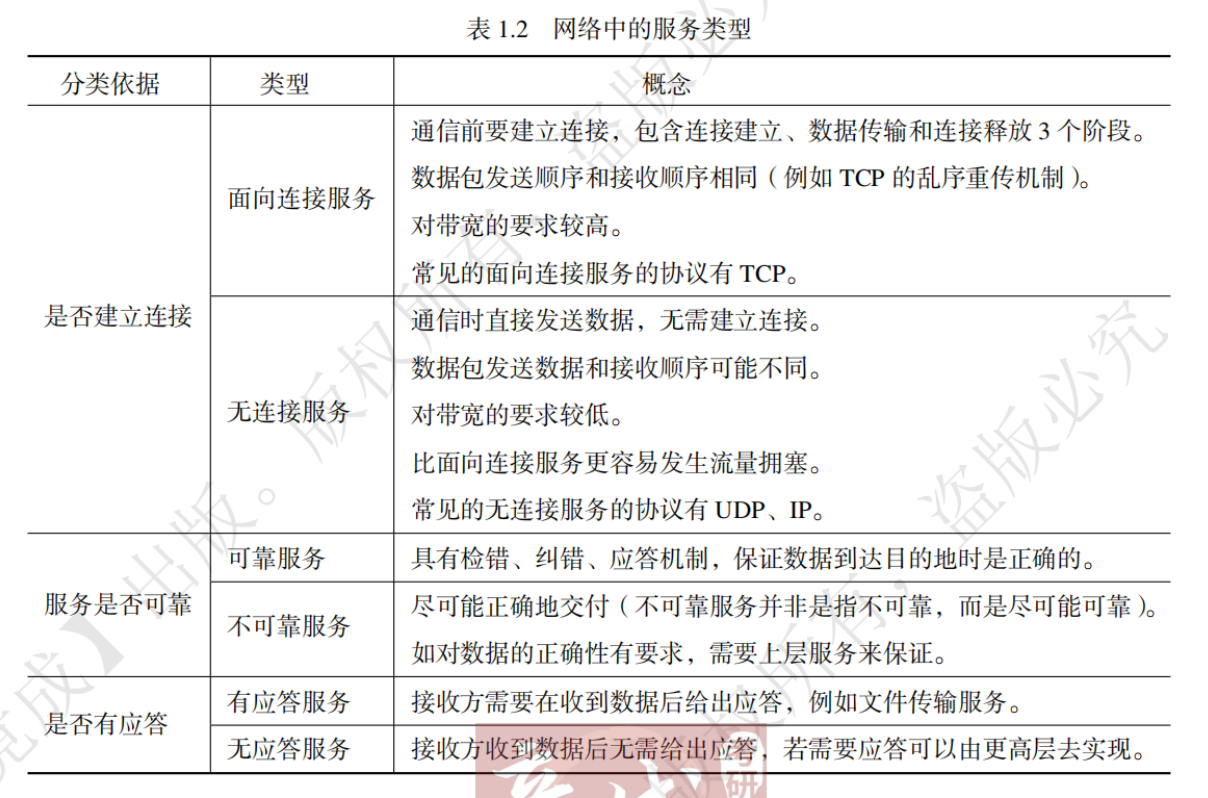 表 1.2 网络中的服务类型
分类依据 类型 概念
是否建立连接
面向连接服务
通信前要建立连接，包含连接建立、数据传输和连接释放 3 个阶段。
数据包发送顺序和接收顺序相同（例如 TCP 的乱序重传机制）。
对带宽的要求较高。
常见的面向连接服务的协议有 TCP。
无连接服务
通信时直接发送数据，无需建立连接。
数据包发送数据和接收顺序可能不同。
对带宽的要求较低。
比面向连接服务更容易发生流量拥塞。
常见的无连接服务的协议有 UDP、IP。
服务是否可靠
可靠服务
具有检错、纠错、应答机制，保证数据到达目的地时是正确的。
不可靠服务
尽可能正确地交付（不可靠服务并非是指不可靠，而是尽可能可靠）。
如对数据的正确性有要求，需要上层服务来保证。
是否有应答
有应答服务
接收方需要在收到数据后给出应答，例如文件传输服务。
无应答服务
接收方收到数据后无需给出应答，若需要应答可以由更高层去实现。
竟成】出版。版权所有，盗版必究
版权所有，盗版必究
考研